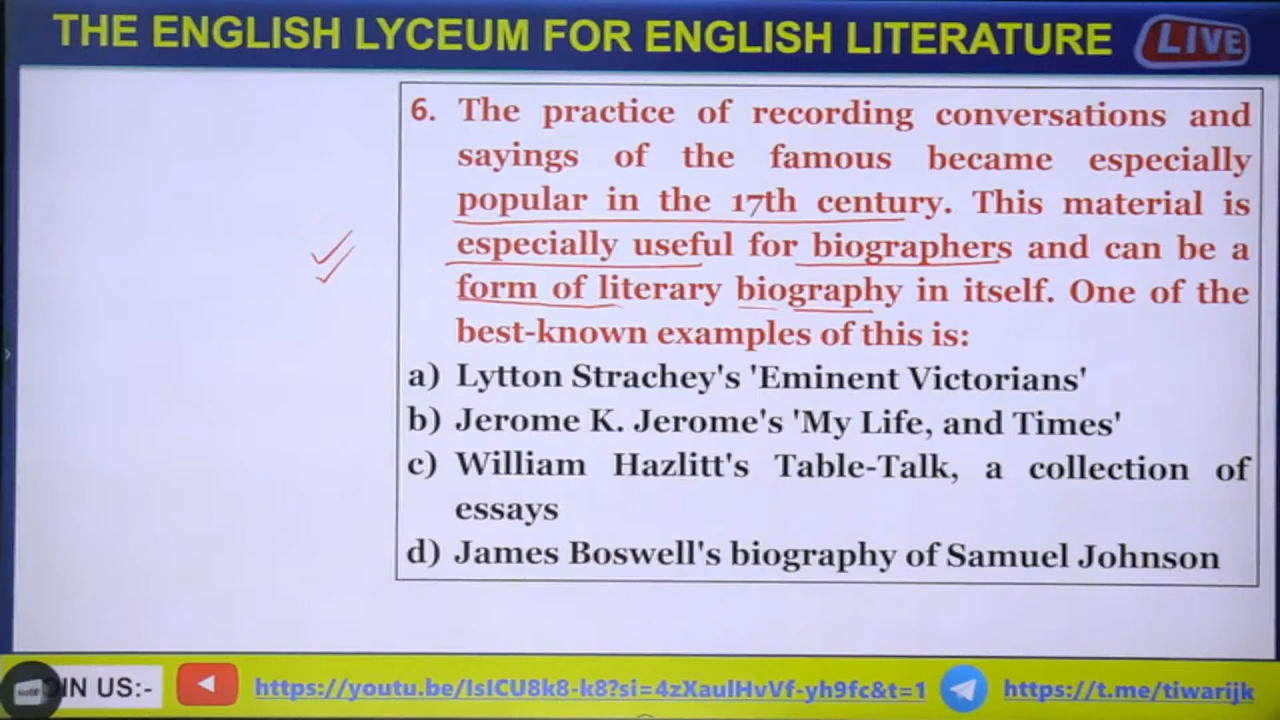 THE ENGLISH LYCEUM FOR ENGLISH LITERATURE LIVE
6. The practice of recording conversations and
sayings of the famous became especially
popular in the 17th century. This material is
especially useful for biographers and can be a
form of literary biography in itself. One of the
best-known examples of this is:
a) Lytton Strachey's 'Eminent Victorians'
b) Jerome K. Jerome's 'My Life, and Times'
c) William Hazlitt's Table-Talk, a collection of
essays
d) James Boswell's biography of Samuel Johnson
IN US:- https://youtu.be/IsICU8k8-k8?si=4zXaulHvVf-yh9fc&t=1 https://t.me/tiwarijk